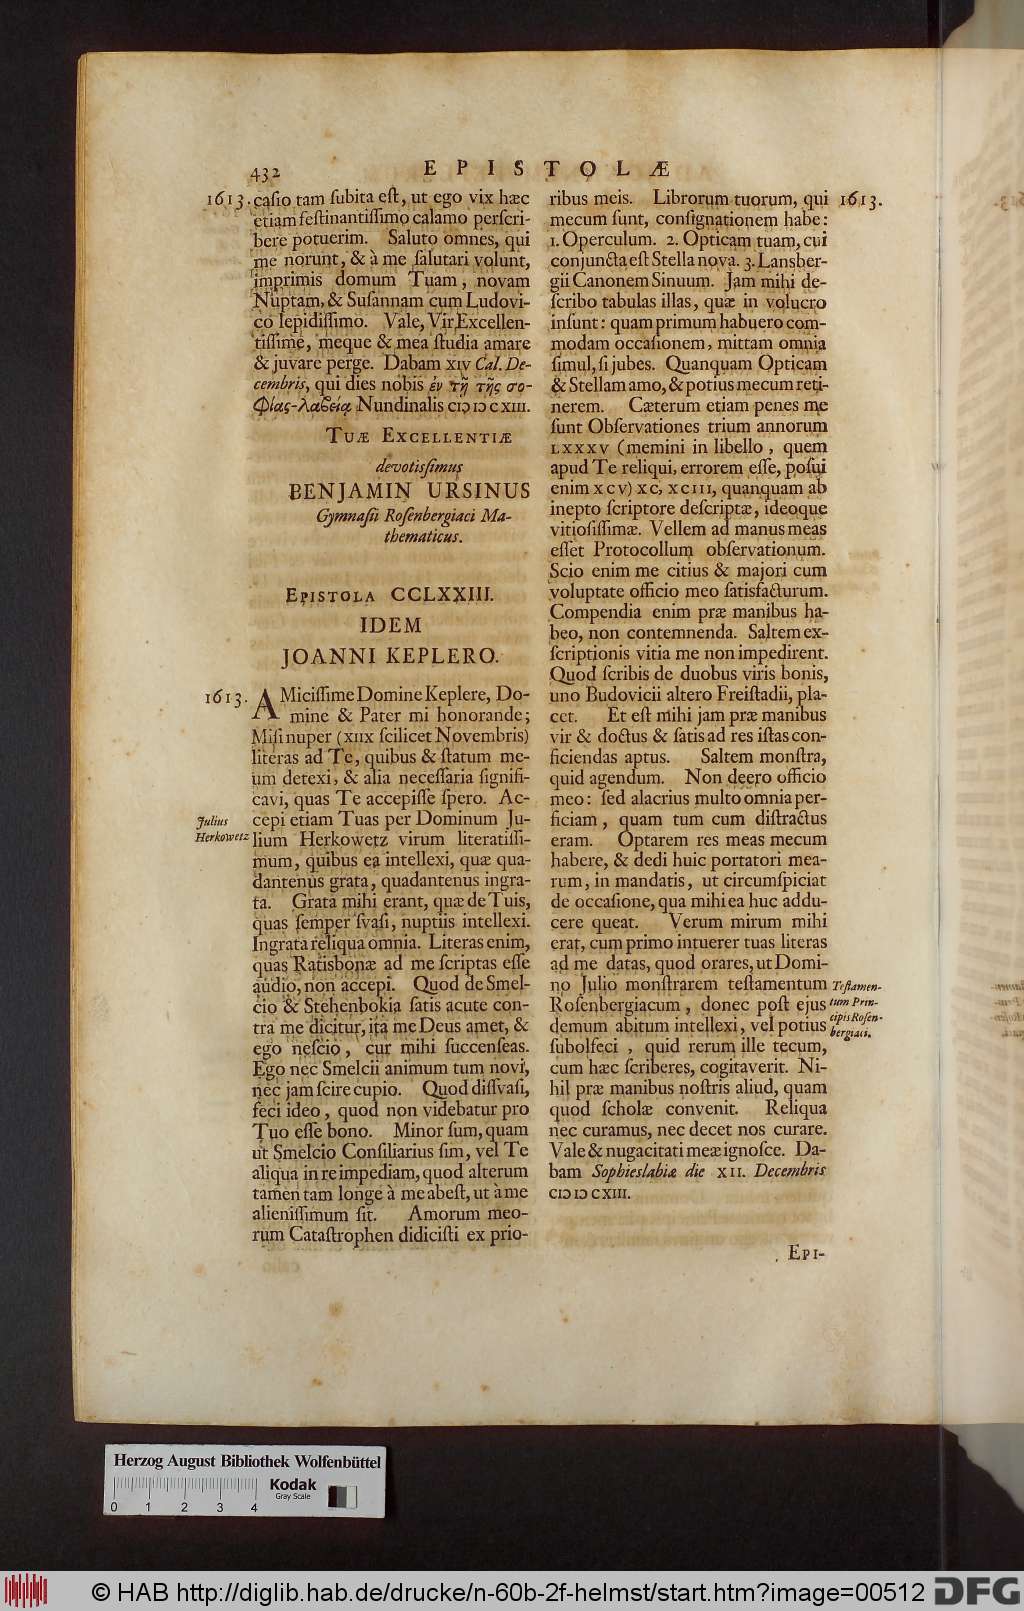 432
EPISTOLÆ
1613. caſio tam ſubita eſt, ut ego vix hæc
etiam feſtinantiſſimo calamo perſcri-
bere potuerim. Saluto omnes, qui
me norunt, & à me ſalutari volunt,
imprimis domum Tuam, novam
Nuptam, & Suſannam cum Ludovi-
co lepidiſſimo. Vale, Vir Excellen-
tiſſime, meque & mea ſtudia amare
& juvare perge. Dabam XIV Cal. De-
cembris, qui dies nobis ἐν τῇ τῆς σο-
φίας-λαβείᾳ Nundinalis CIↃ IↃ CXIII.
TUÆ EXCELLENTIÆ
devotiſſimus
BENJAMIN URSINUS
Gymnaſii Roſenbergiaci Ma-
thematicus.
EPISTOLA CCLXXIII.
IDEM
JOANNI KEPLERO.
1613. AMiciſſime Domine Keplere, Do-
mine & Pater mi honorande;
Miſi nuper (XIIX ſcilicet Novembris)
literas ad Te, quibus & ſtatum me-
um detexi, & alia neceſſaria ſignifi-
cavi, quas Te accepiſſe ſpero. Ac-
Julius
Herkowetz
cepi etiam Tuas per Dominum Ju-
lium Herkowetz virum literatiſſi-
mum, quibus ea intellexi, quæ qua-
dantenus grata, quadantenus ingra-
ta. Grata mihi erant, quæ de Tuis,
quas ſemper ſvaſi, nuptiis intellexi.
Ingrata reliqua omnia. Literas enim,
quas Ratisbonæ ad me ſcriptas eſſe
audio, non accepi. Quod de Smel-
cio & Stehenbokia ſatis acute con-
tra me dicitur, ita me Deus amet, &
ego neſcio, cur mihi ſuccenſeas.
Ego nec Smelcii animum tum novi,
nec jam ſcire cupio. Quod diſſvaſi,
feci ideo, quod non videbatur pro
Tuo eſſe bono. Minor ſum, quam
ut Smelcio Conſiliarius ſim, vel Te
aliqua in re impediam, quod alterum
tamen tam longe à me abeſt, ut à me
alieniſſimum ſit. Amorum meo-
rum Cataſtrophen didiciſti ex prio-
ribus meis. Librorum tuorum, qui 1613.
mecum ſunt, conſignationem habe:
1. Operculum. 2. Opticam tuam, cui
conjuncta eſt Stella nova. 3. Lansber-
gii Canonem Sinuum. Jam mihi de-
ſcribo tabulas illas, quæ in volucro
inſunt: quam primum habuero com-
modam occaſionem, mittam omnia
ſimul, ſi jubes. Quanquam Opticam
& Stellam amo, & potius mecum reti-
nerem. Cæterum etiam penes me
ſunt Obſervationes trium annorum
LXXXV (memini in libello, quem
apud Te reliqui, errorem eſſe, poſui
enim XCV) XC, XCIII, quanquam ab
inepto ſcriptore deſcriptæ, ideoque
vitioſiſſimæ. Vellem ad manus meas
eſſet Protocollum obſervationum.
Scio enim me citius & majori cum
voluptate officio meo ſatisfacturum.
Compendia enim præ manibus ha-
beo, non contemnenda. Saltem ex-
ſcriptionis vitia me non impedirent.
Quod ſcribis de duobus viris bonis,
uno Budovicii altero Freiſtadii, pla-
cet. Et eſt mihi jam præ manibus
vir & doctus & ſatis ad res iſtas con-
ficiendas aptus. Saltem monſtra,
quid agendum. Non deero officio
meo: ſed alacrius multo omnia per-
ficiam, quam tum cum diſtractus
eram. Optarem res meas mecum
habere, & dedi huic portatori mea-
rum, in mandatis, ut circumſpiciat
de occaſione, qua mihi ea huc addu-
cere queat. Verum mirum mihi
erat, cum primo intuerer tuas literas
ad me datas, quod orares, ut Domi-
no Julio monſtrarem teſtamentum
Roſenbergiacum, donec poſt ejus
demum abitum intellexi, vel potius
ſubolfeci, quid rerum ille tecum,
cum hæc ſcriberes, cogitaverit. Ni-
hil præ manibus noſtris aliud, quam
quod ſcholæ convenit. Reliqua
nec curamus, nec decet nos curare.
Vale & nugacitati meæ ignoſce. Da-
bam Sophieslabiæ die XII. Decembris
CIↃ IↃ CXIII.
Teſtamen-
tum Prin-
cipis Roſen-
bergiaci.
EPI-
Herzog August Bibliothek Wolfenbüttel
Kodak
Gray Scale
0 1 2 3 4
© HAB http://diglib.hab.de/drucke/n-60b-2f-helmst/start.htm?image=00512
DFG